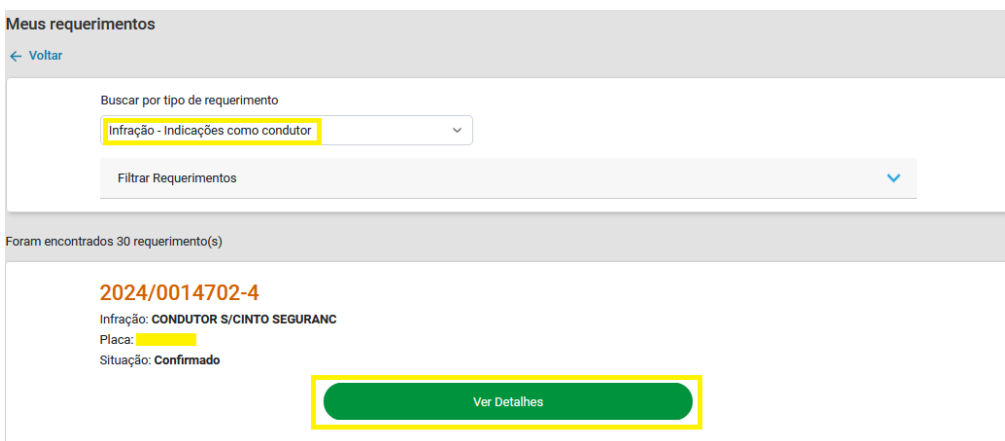 Meus requerimentos
← Voltar
Buscar por tipo de requerimento
Infração - Indicações como condutor
Filtrar Requerimentos
Foram encontrados 30 requerimento(s)
2024/0014702-4
Infração: CONDUTOR S/CINTO SEGURANC
Placa:
Situação: Confirmado
Ver Detalhes